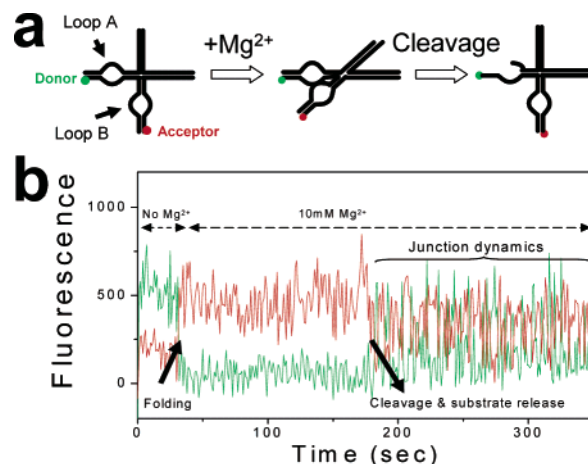 a
Loop A
Donor
Loop B
Acceptor
+Mg²⁺
Cleavage
b
No Mg²⁺
10mM Mg²⁺
Junction dynamics
Folding
Cleavage & substrate release
Fluorescence
1000
500
0
0
100
200
300
Time (sec)